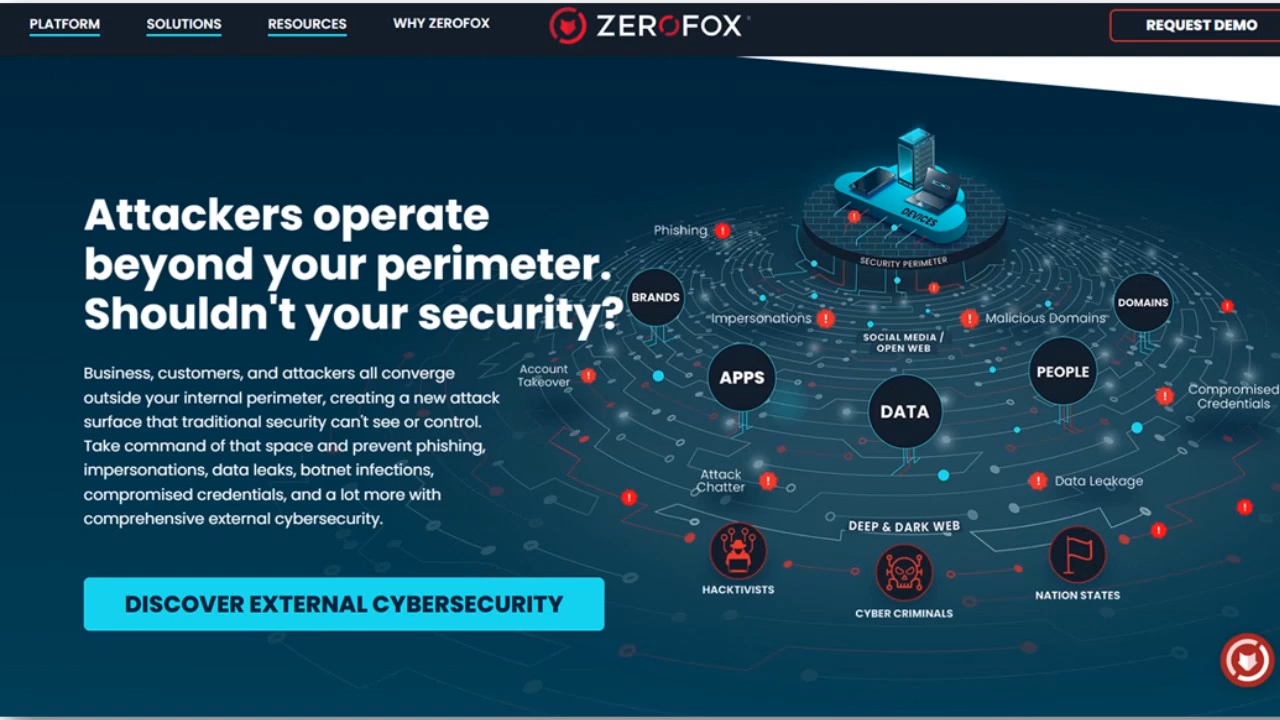 PLATFORM
SOLUTIONS
RESOURCES
WHY ZEROFOX
ZEROFOX
REQUEST DEMO
Attackers operate
beyond your perimeter.
Shouldn't your security?
Business, customers, and attackers all converge
outside your internal perimeter, creating a new attack
surface that traditional security can't see or control.
Take command of that space and prevent phishing,
impersonations, data leaks, botnet infections,
compromised credentials, and a lot more with
comprehensive external cybersecurity.
DISCOVER EXTERNAL CYBERSECURITY
DEVICES
SECURITY PERIMETER
Phishing
BRANDS
DOMAINS
Impersonations
Malicious Domains
SOCIAL MEDIA /
OPEN WEB
Account
Takeover
APPS
PEOPLE
DATA
Compromised
Credentials
Attack
Chatter
Data Leakage
DEEP & DARK WEB
HACKTIVISTS
CYBER CRIMINALS
NATION STATES